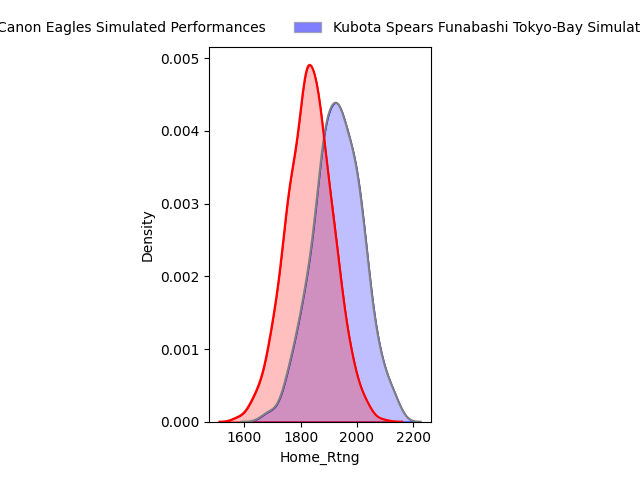 Canon Eagles Simulated Performances
Kubota Spears Funabashi Tokyo-Bay Simulat
0.005
0.004
0.003
0.002
0.001
0.000
Density
1600 1800 2000 2200
Home_Rtng